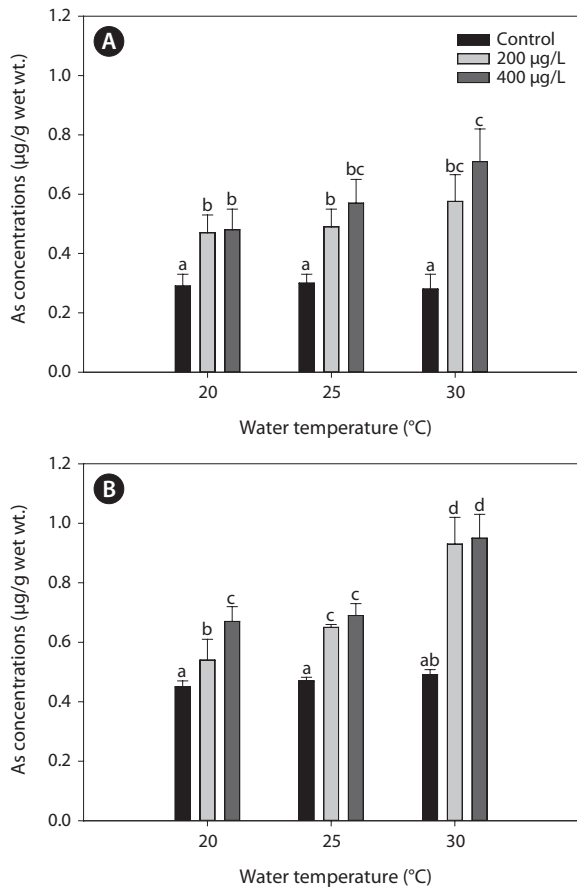 A
Control
200 µg/L
400 µg/L
As concentrations (µg/g wet wt.)
1.2
1.0
0.8
0.6
0.4
0.2
0.0
a
b
b
a
b
bc
a
bc
c
20
25
30
Water temperature (°C)
B
As concentrations (µg/g wet wt.)
1.2
1.0
0.8
0.6
0.4
0.2
0.0
a
b
c
a
c
c
ab
d
d
20
25
30
Water temperature (°C)